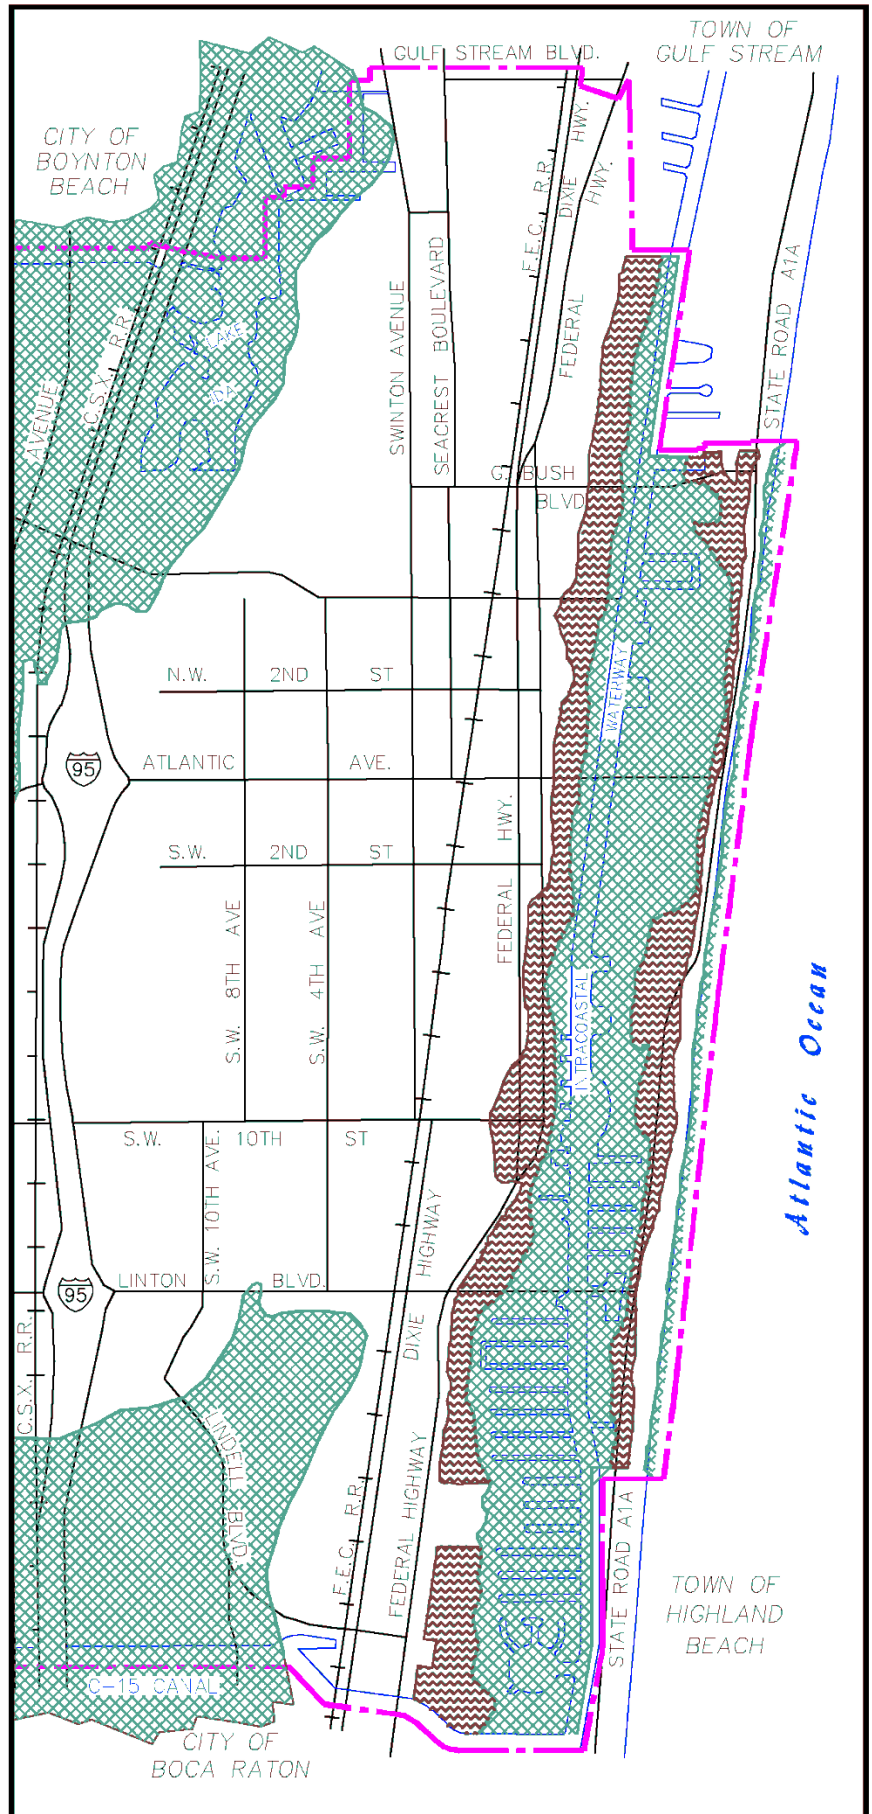 TOWN OF
GULF STREAM
GULF STREAM BLVD.
CITY OF
BOYNTON
BEACH
DIXIE HWY.
HWY.
F.E.C. R.R.
FEDERAL
STATE ROAD A1A
SWINTON AVENUE
SEACREST BOULEVARD
C.S.X. R.R.
AVENUE
LAKE
IDA
G. BUSH
BLVD
N.W. 2ND ST
WATERWAY
95
ATLANTIC AVE.
S.W. 2ND ST
FEDERAL HWY.
S.W. 8TH AVE
S.W. 4TH AVE
INTRACOASTAL
Atlantic Ocean
S.W. 10TH ST
S.W. 10TH AVE.
DIXIE HIGHWAY
95
LINTON BLVD.
C.S.X. R.R.
LINDELL BLVD
F.E.C. R.R.
FEDERAL HIGHWAY
STATE ROAD A1A
TOWN OF
HIGHLAND
BEACH
C-15 CANAL
CITY OF
BOCA RATON